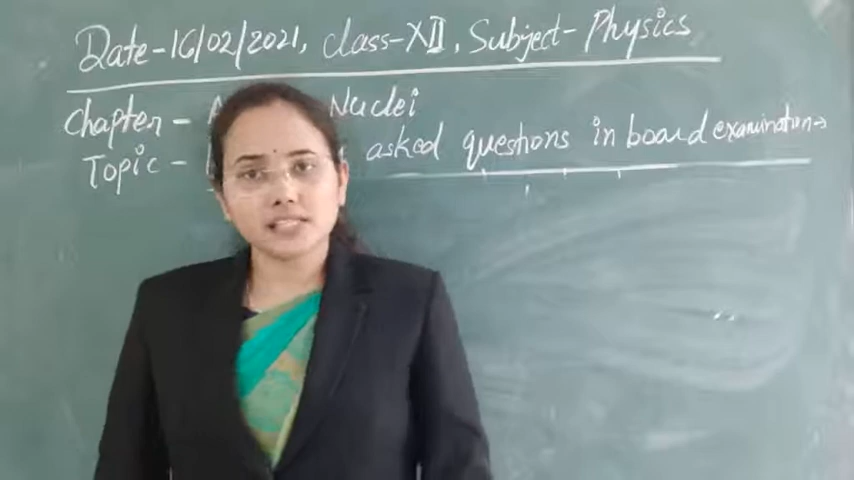 Date-16/02/2021, class-XII, Subject-Physics
chapter - Nuclei
Topic - asked questions in board examination→